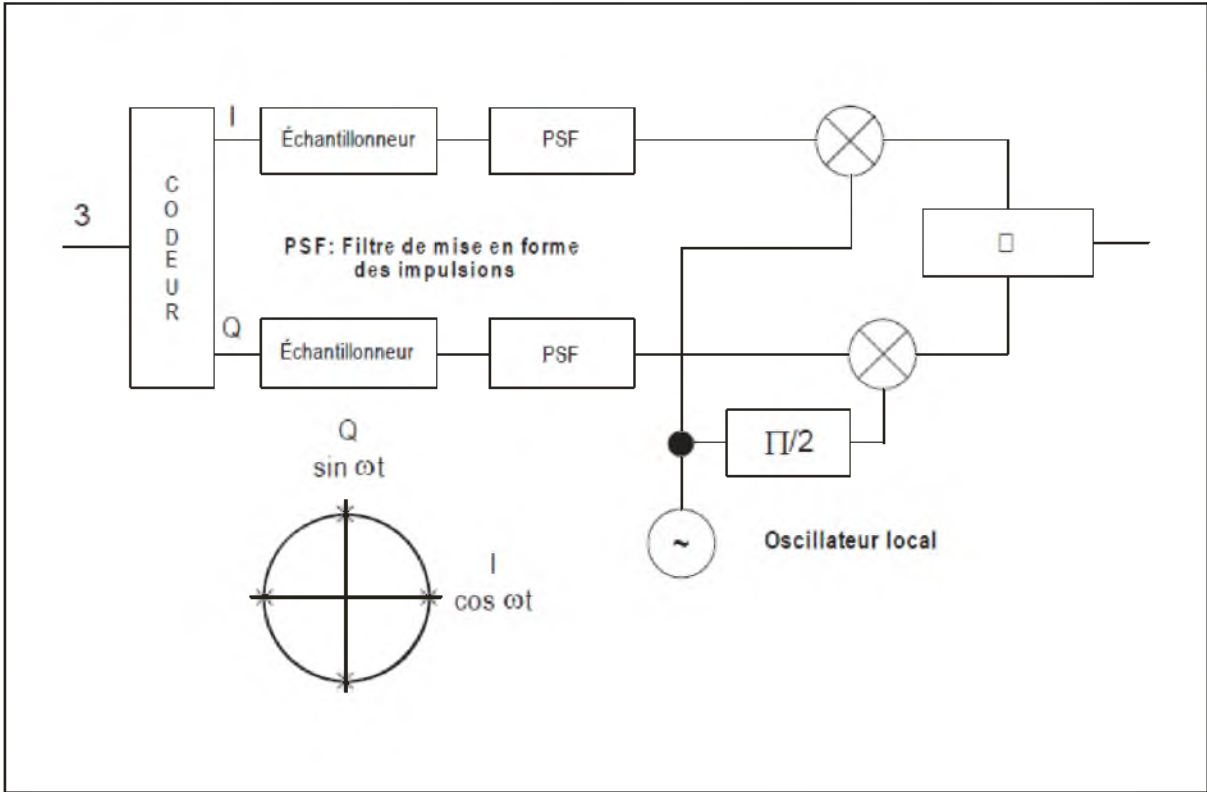 I
Échantillonneur
PSF
3
CODEUR
PSF: Filtre de mise en forme
des impulsions
□
Q
Échantillonneur
PSF
Π/2
Q
sin ωt
~
Oscillateur local
I
cos ωt